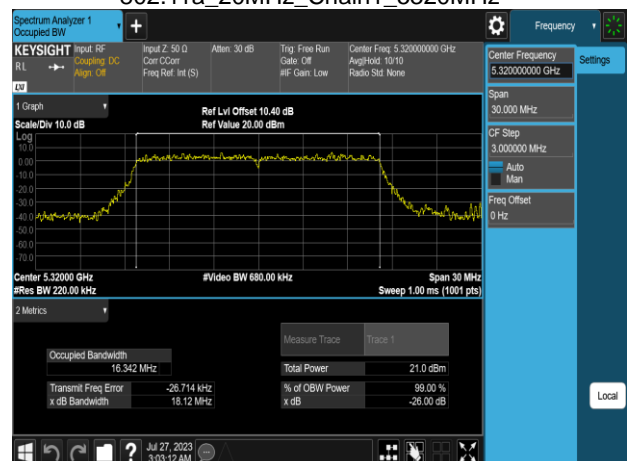 802.11a_20MHz_Chain1_5320MHz
Spectrum Analyzer 1
Occupied BW
Frequency
KEYSIGHT
RL
LXI
Input: RF
Coupling: DC
Align: Off
Input Z: 50 Ω
Corr CCorr
Freq Ref: Int (S)
Atten: 30 dB
Trig: Free Run
Gate: Off
#IF Gain: Low
Center Freq: 5.320000000 GHz
Avg|Hold: 10/10
Radio Std: None
1 Graph
Scale/Div 10.0 dB
Ref Lvl Offset 10.40 dB
Ref Value 20.00 dBm
Log
10.0
0.00
-10.0
-20.0
-30.0
-40.0
-50.0
-60.0
-70.0
Center 5.32000 GHz
#Res BW 220.00 kHz
#Video BW 680.00 kHz
Span 30 MHz
Sweep 1.00 ms (1001 pts)
2 Metrics
Measure Trace Trace 1
Occupied Bandwidth
16.342 MHz
Transmit Freq Error -26.714 kHz
x dB Bandwidth 18.12 MHz
Total Power 21.0 dBm
% of OBW Power 99.00 %
x dB -26.00 dB
Center Frequency
5.320000000 GHz
Settings
Span
30.000 MHz
CF Step
3.000000 MHz
Auto
Man
Freq Offset
0 Hz
Local
?
Jul 27, 2023
3:03:12 AM